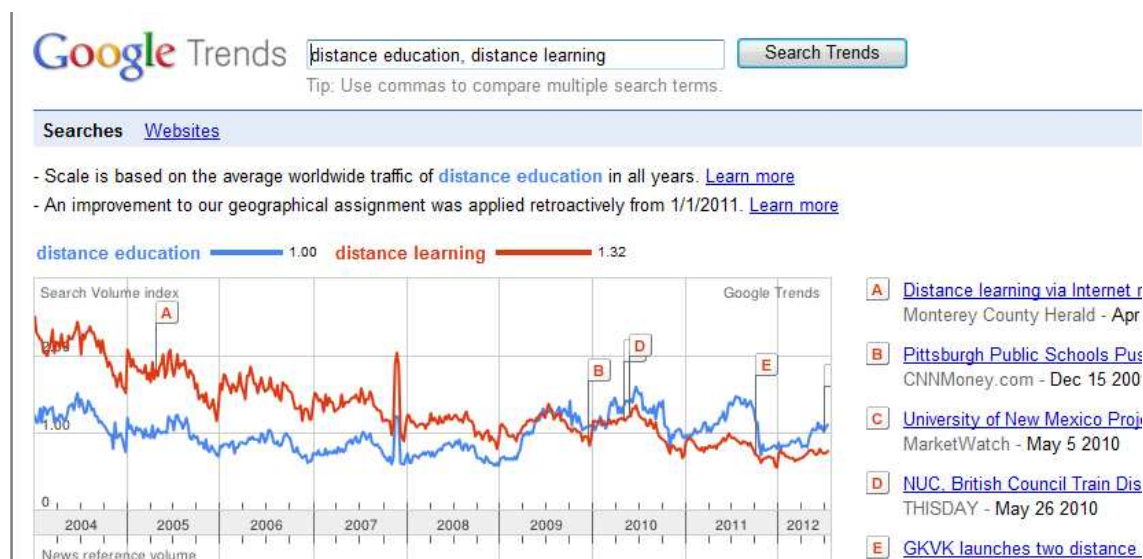 Google Trends distance education, distance learning Search Trends
Tip: Use commas to compare multiple search terms.
Searches Websites
- Scale is based on the average worldwide traffic of distance education in all years. Learn more
- An improvement to our geographical assignment was applied retroactively from 1/1/2011. Learn more
distance education 1.00 distance learning 1.32
Search Volume index Google Trends
A
D
B
E
2.00
1.00
0
2004 2005 2006 2007 2008 2009 2010 2011 2012
News reference volume
A Distance learning via Internet
Monterey County Herald - Apr
B Pittsburgh Public Schools
CNNMoney.com - Dec 15 200
C University of New Mexico
MarketWatch - May 5 2010
D NUC, British Council Train
THISDAY - May 26 2010
E GKVK launches two distance